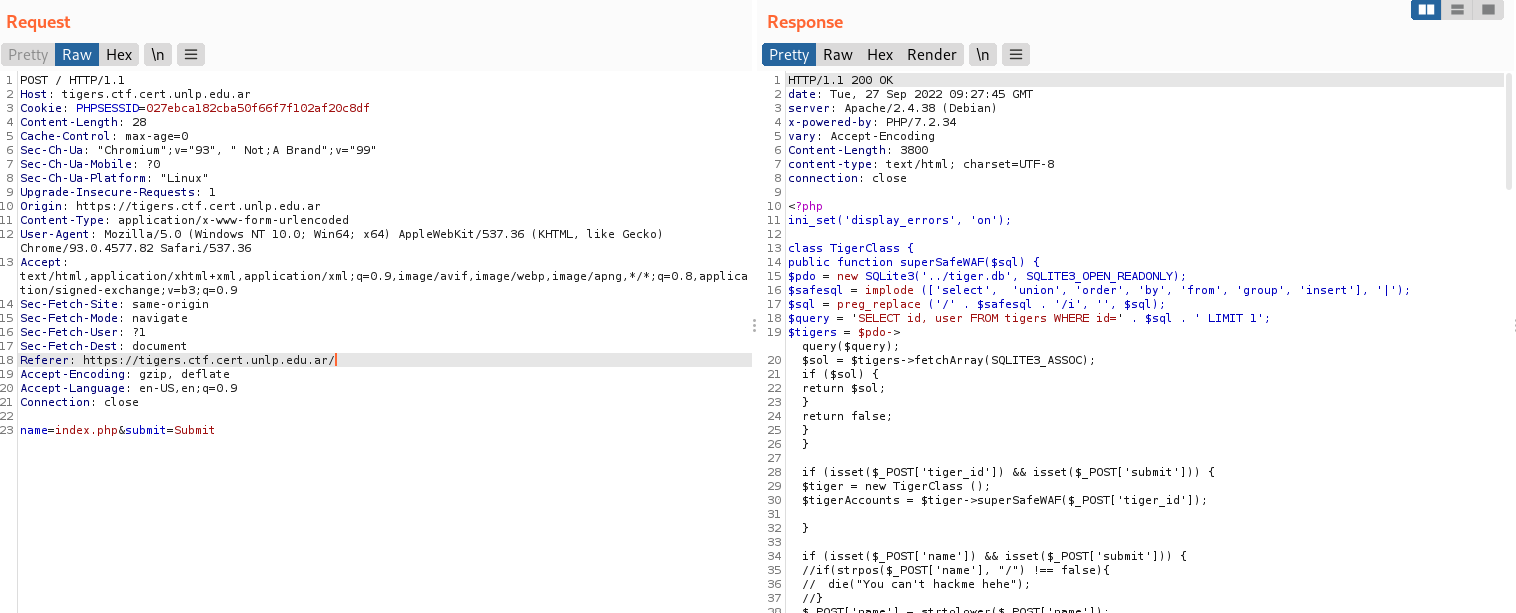 Request
Pretty Raw Hex \n
1 POST / HTTP/1.1
2 Host: tigers.ctf.cert.unlp.edu.ar
3 Cookie: PHPSESSID=027ebca182cba50f66f7f102af20c8df
4 Content-Length: 28
5 Cache-Control: max-age=0
6 Sec-Ch-Ua: "Chromium";v="93", " Not;A Brand";v="99"
7 Sec-Ch-Ua-Mobile: ?0
8 Sec-Ch-Ua-Platform: "Linux"
9 Upgrade-Insecure-Requests: 1
10 Origin: https://tigers.ctf.cert.unlp.edu.ar
11 Content-Type: application/x-www-form-urlencoded
12 User-Agent: Mozilla/5.0 (Windows NT 10.0; Win64; x64) AppleWebKit/537.36 (KHTML, like Gecko)
Chrome/93.0.4577.82 Safari/537.36
13 Accept:
text/html,application/xhtml+xml,application/xml;q=0.9,image/avif,image/webp,image/apng,*/*;q=0.8,applica
tion/signed-exchange;v=b3;q=0.9
14 Sec-Fetch-Site: same-origin
15 Sec-Fetch-Mode: navigate
16 Sec-Fetch-User: ?1
17 Sec-Fetch-Dest: document
18 Referer: https://tigers.ctf.cert.unlp.edu.ar/
19 Accept-Encoding: gzip, deflate
20 Accept-Language: en-US,en;q=0.9
21 Connection: close
22
23 name=index.php&submit=Submit
Response
Pretty Raw Hex Render \n
1 HTTP/1.1 200 OK
2 date: Tue, 27 Sep 2022 09:27:45 GMT
3 server: Apache/2.4.38 (Debian)
4 x-powered-by: PHP/7.2.34
5 vary: Accept-Encoding
6 Content-Length: 3800
7 content-type: text/html; charset=UTF-8
8 connection: close
9
10 <?php
11 ini_set('display_errors', 'on');
12
13 class TigerClass {
14 public function superSafeWAF($sql) {
15 $pdo = new SQLite3('../tiger.db', SQLITE3_OPEN_READONLY);
16 $safesql = implode (['select',  'union', 'order', 'by', 'from', 'group', 'insert'], '|');
17 $sql = preg_replace ('/' . $safesql . '/i', '', $sql);
18 $query = 'SELECT id, user FROM tigers WHERE id=' . $sql . ' LIMIT 1';
19 $tigers = $pdo->
query($query);
20 $sol = $tigers->fetchArray(SQLITE3_ASSOC);
21 if ($sol) {
22 return $sol;
23 }
24 return false;
25 }
26 }
27
28 if (isset($_POST['tiger_id']) && isset($_POST['submit'])) {
29 $tiger = new TigerClass ();
30 $tigerAccounts = $tiger->superSafeWAF($_POST['tiger_id']);
31
32 }
33
34 if (isset($_POST['name']) && isset($_POST['submit'])) {
35 //if(strpos($_POST['name'], "/") !== false){
36 //  die("You can't hackme hehe");
37 //}
38 $_POST['name'] = strtolower($_POST['name']);